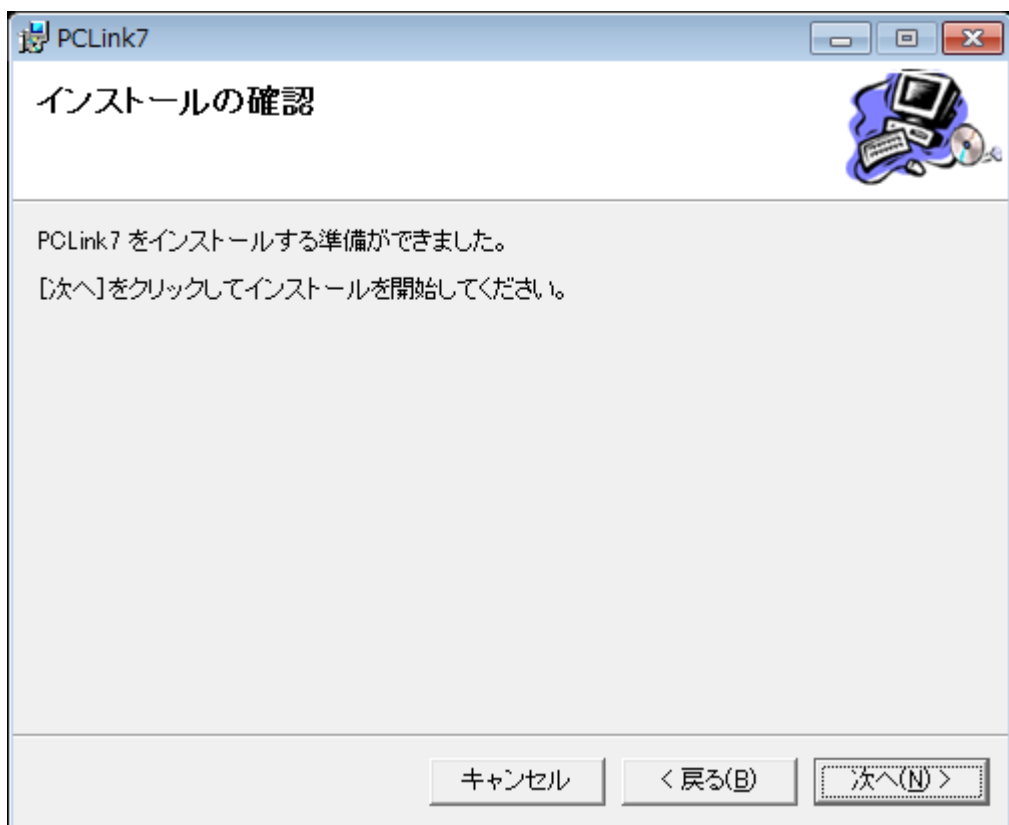 PCLink7
インストールの確認
PCLink7 をインストールする準備ができました。
[次へ]をクリックしてインストールを開始してください。
キャンセル
< 戻る(B)
次へ(N) >